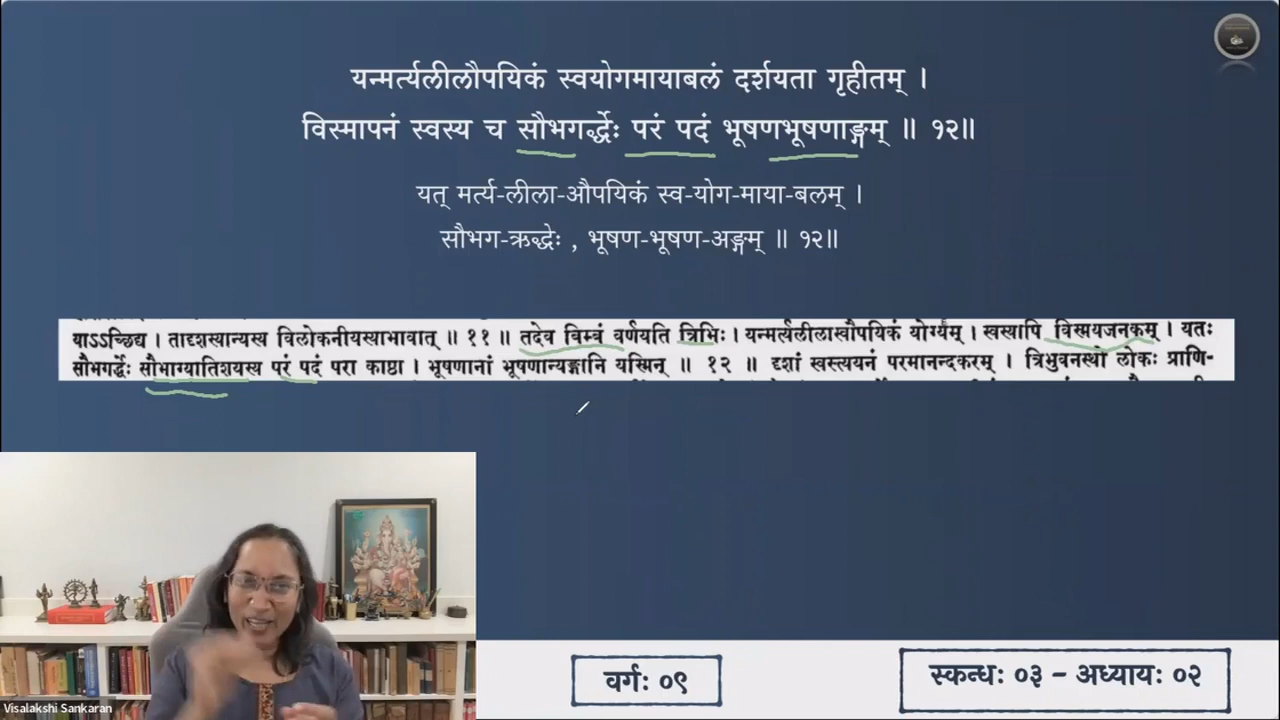 यन्मर्त्यलीलौपयिकं स्वयोगमायाबलं दर्शयता गृहीतम् ।
विस्मापनं स्वस्य च सौभगर्द्धेः परं पदं भूषणभूषणाङ्गम् ॥ १२॥
यत् मर्त्य-लीला-औपयिकं स्व-योग-माया-बलम् ।
सौभग-ऋद्धेः , भूषण-भूषण-अङ्गम् ॥ १२॥
याऽऽच्छिद्य । तादृशस्यान्यस्य विलोकनीयस्याभावात् ॥ ११ ॥ तदेव बिम्बं वर्णयति त्रिभिः । यन्मर्त्यलीलास्वौपयिकं योग्यम् । स्वस्यापि विस्मयजनकम् । यतः
सौभगर्द्धेः सौभाग्यातिशयस्य परं पदं परा काष्ठा । भूषणानां भूषणान्यङ्गानि यस्मिन् ॥ १२ ॥ दृशां स्वस्त्ययनं परमानन्दकरम् । त्रिभुवनस्थो लोकः प्राणि-
Visalakshi Sankaran
वर्गः ०९
स्कन्धः ०३ – अध्यायः ०२